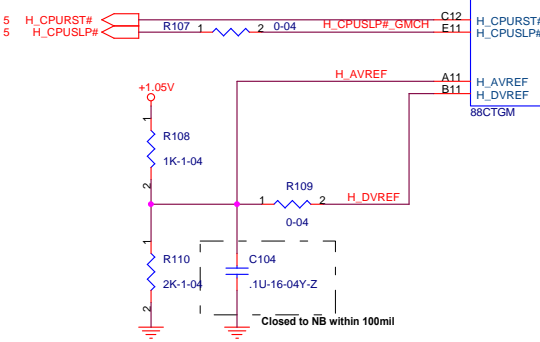 5 H_CPURST# C12 H_CPURST#
5 H_CPUSLP# R107 1 2 0-04 H_CPUSLP#_GMCH E11 H_CPUSLP#
H_AVREF A11 H_AVREF
+1.05V B11 H_DVREF
88CTGM
1
R108
1K-1-04
2
R109
1 2 H_DVREF
0-04
1
R110 C104
2K-1-04 .1U-16-04Y-Z
2
Closed to NB within 100mil